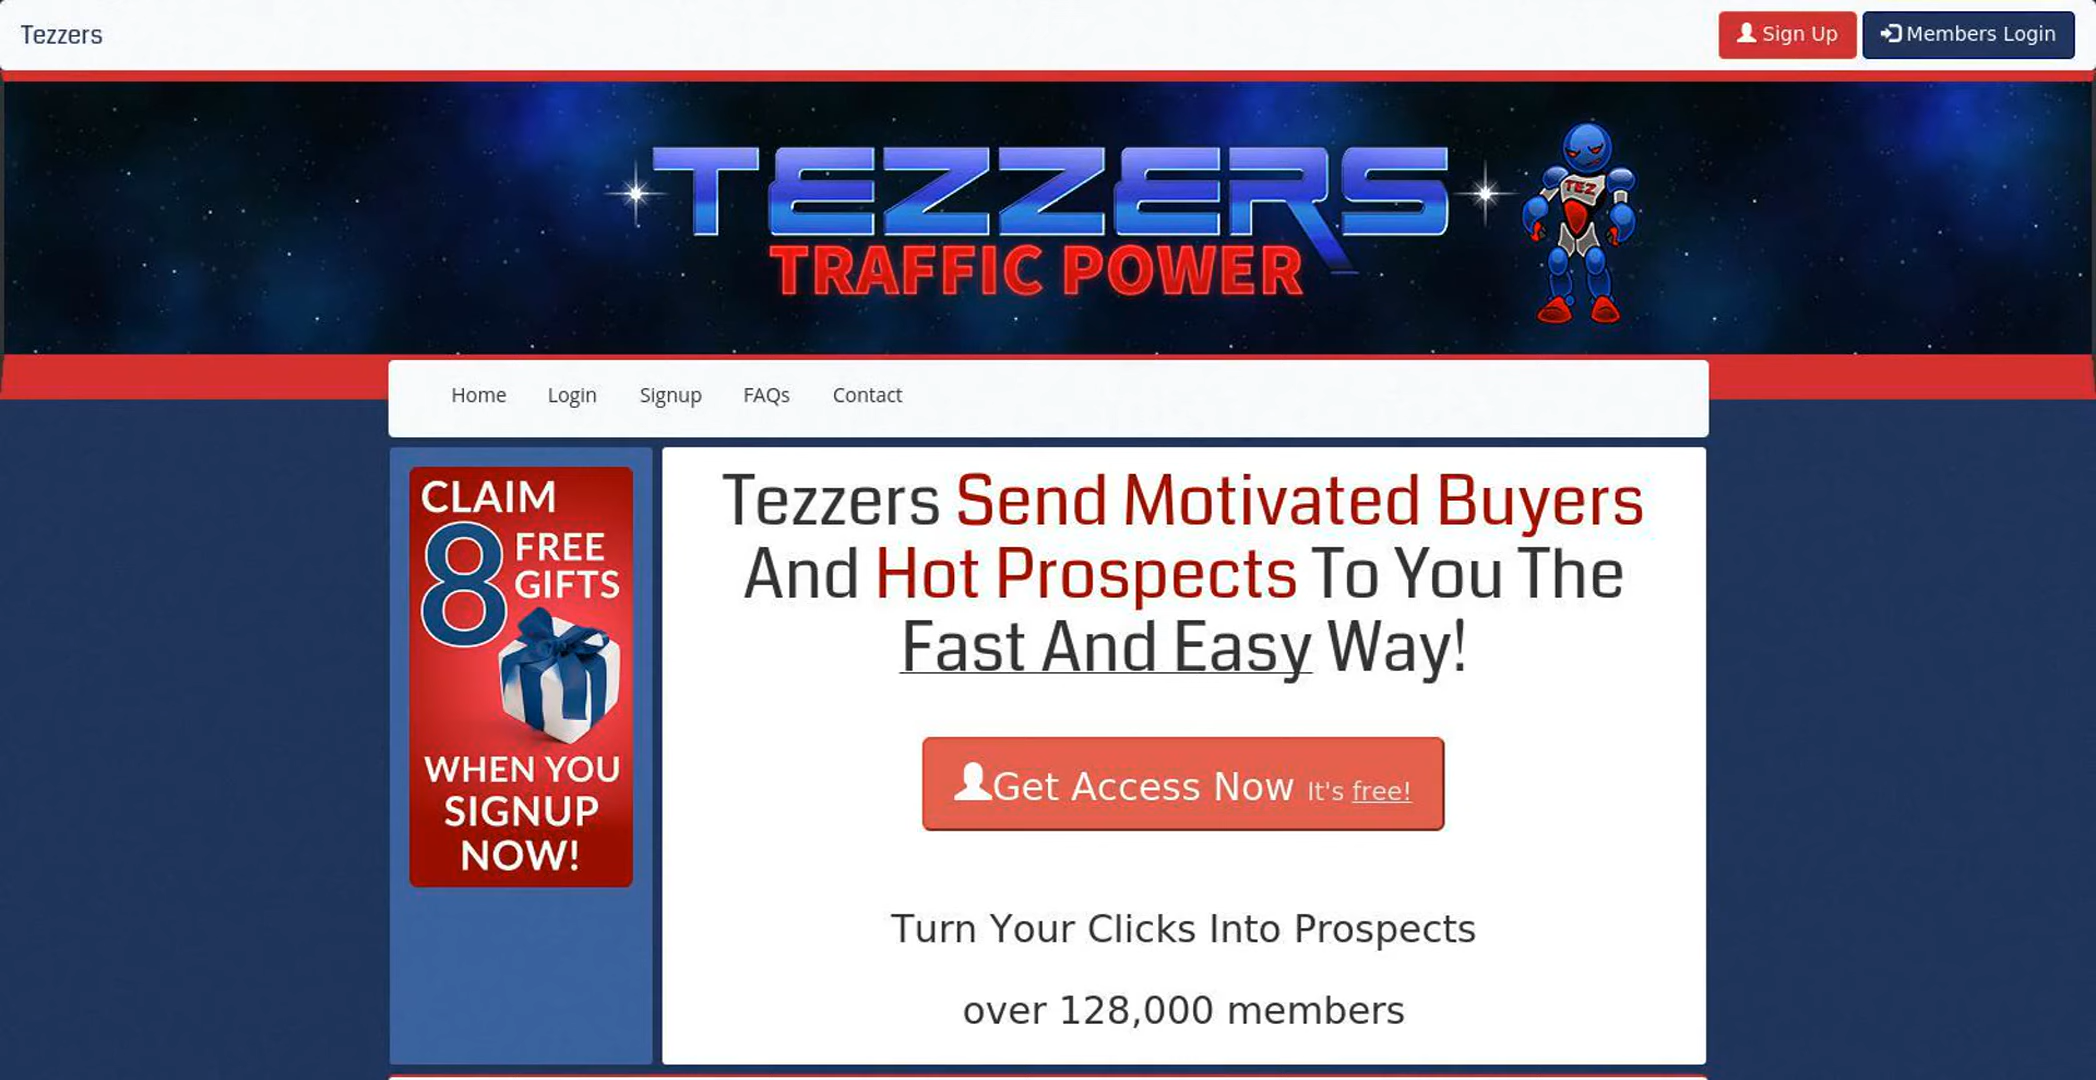 Tezzers
Sign Up
Members Login
TEZZERS
TRAFFIC POWER
TEZ
Home
Login
Signup
FAQs
Contact
CLAIM
8
FREE
GIFTS
WHEN YOU
SIGNUP
NOW!
Tezzers Send Motivated Buyers
And Hot Prospects To You The
Fast And Easy Way!
Get Access Now It's free!
Turn Your Clicks Into Prospects
over 128,000 members